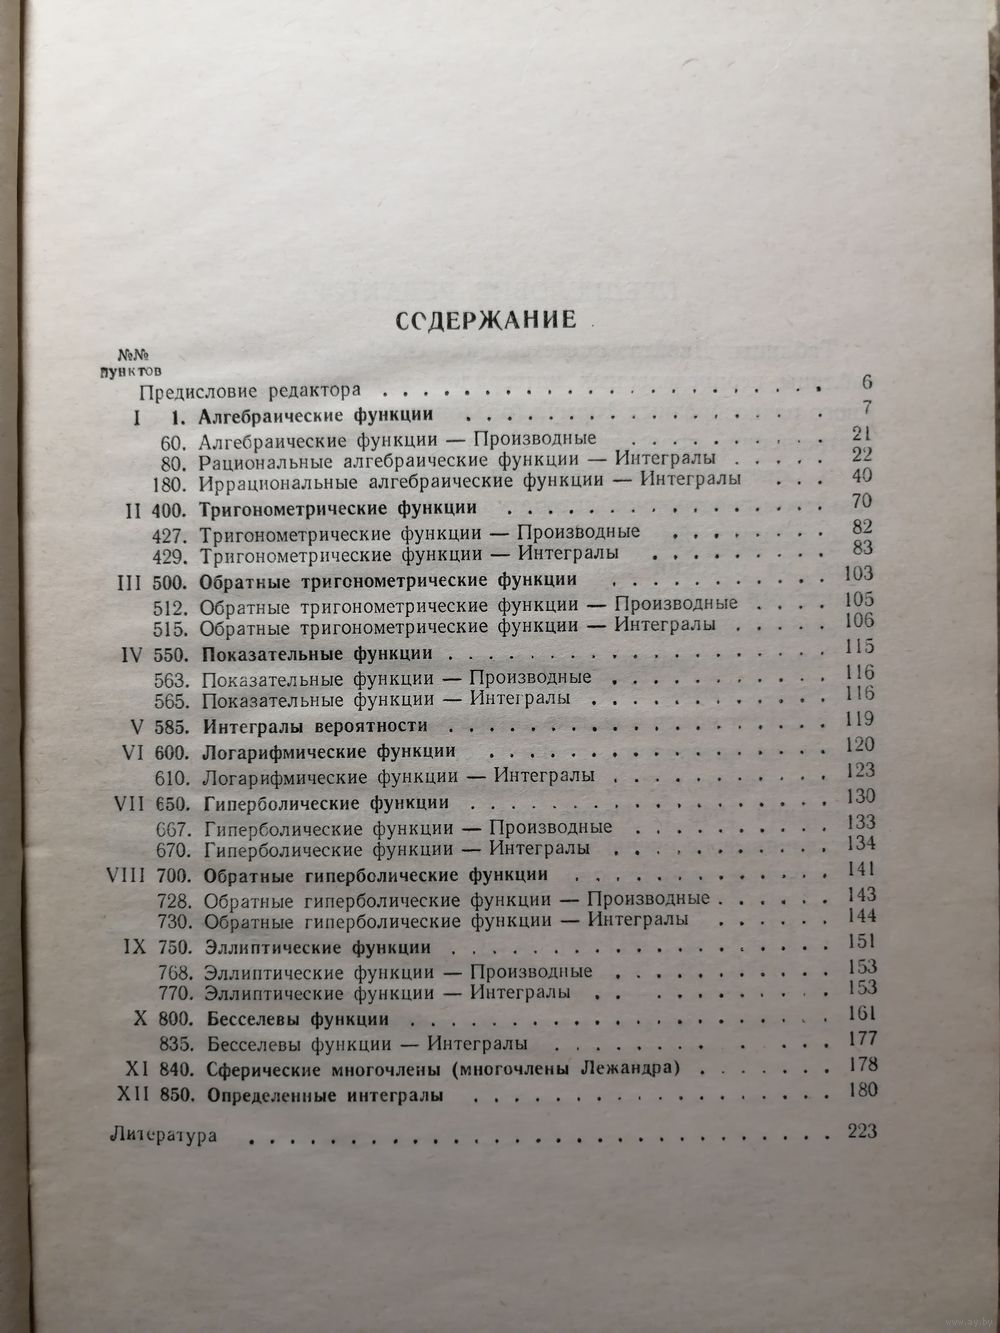 СОДЕРЖАНИЕ
№№
пунктов
Предисловие редактора . . . . . . . . . . . . . . . . . . . . . . 6
I 1. Алгебраические функции . . . . . . . . . . . . . . . . . . 7
60. Алгебраические функции — Производные . . . . . . . . . . 21
80. Рациональные алгебраические функции — Интегралы . . . . . 22
180. Иррациональные алгебраические функции — Интегралы . . . 40
II 400. Тригонометрические функции . . . . . . . . . . . . . . . . 70
427. Тригонометрические функции — Производные . . . . . . . . 82
429. Тригонометрические функции — Интегралы . . . . . . . . . 83
III 500. Обратные тригонометрические функции . . . . . . . . . . . 103
512. Обратные тригонометрические функции — Производные . . . . 105
515. Обратные тригонометрические функции — Интегралы . . . . . 106
IV 550. Показательные функции . . . . . . . . . . . . . . . . . . 115
563. Показательные функции — Производные . . . . . . . . . . . 116
565. Показательные функции — Интегралы . . . . . . . . . . . . 116
V 585. Интегралы вероятности . . . . . . . . . . . . . . . . . . 119
VI 600. Логарифмические функции . . . . . . . . . . . . . . . . . 120
610. Логарифмические функции — Интегралы . . . . . . . . . . . 123
VII 650. Гиперболические функции . . . . . . . . . . . . . . . . . 130
667. Гиперболические функции — Производные . . . . . . . . . . 133
670. Гиперболические функции — Интегралы . . . . . . . . . . . 134
VIII 700. Обратные гиперболические функции . . . . . . . . . . . . 141
728. Обратные гиперболические функции — Производные . . . . . . 143
730. Обратные гиперболические функции — Интегралы . . . . . . 144
IX 750. Эллиптические функции . . . . . . . . . . . . . . . . . . 151
768. Эллиптические функции — Производные . . . . . . . . . . . 153
770. Эллиптические функции — Интегралы . . . . . . . . . . . 153
X 800. Бесселевы функции . . . . . . . . . . . . . . . . . . . . 161
835. Бесселевы функции — Интегралы . . . . . . . . . . . . 177
XI 840. Сферические многочлены (многочлены Лежандра) . . . . . . . 178
XII 850. Определенные интегралы . . . . . . . . . . . . . . . . . 180
Литература . . . . . . . . . . . . . . . . . . . . . . . . . . 223
www.ay.by